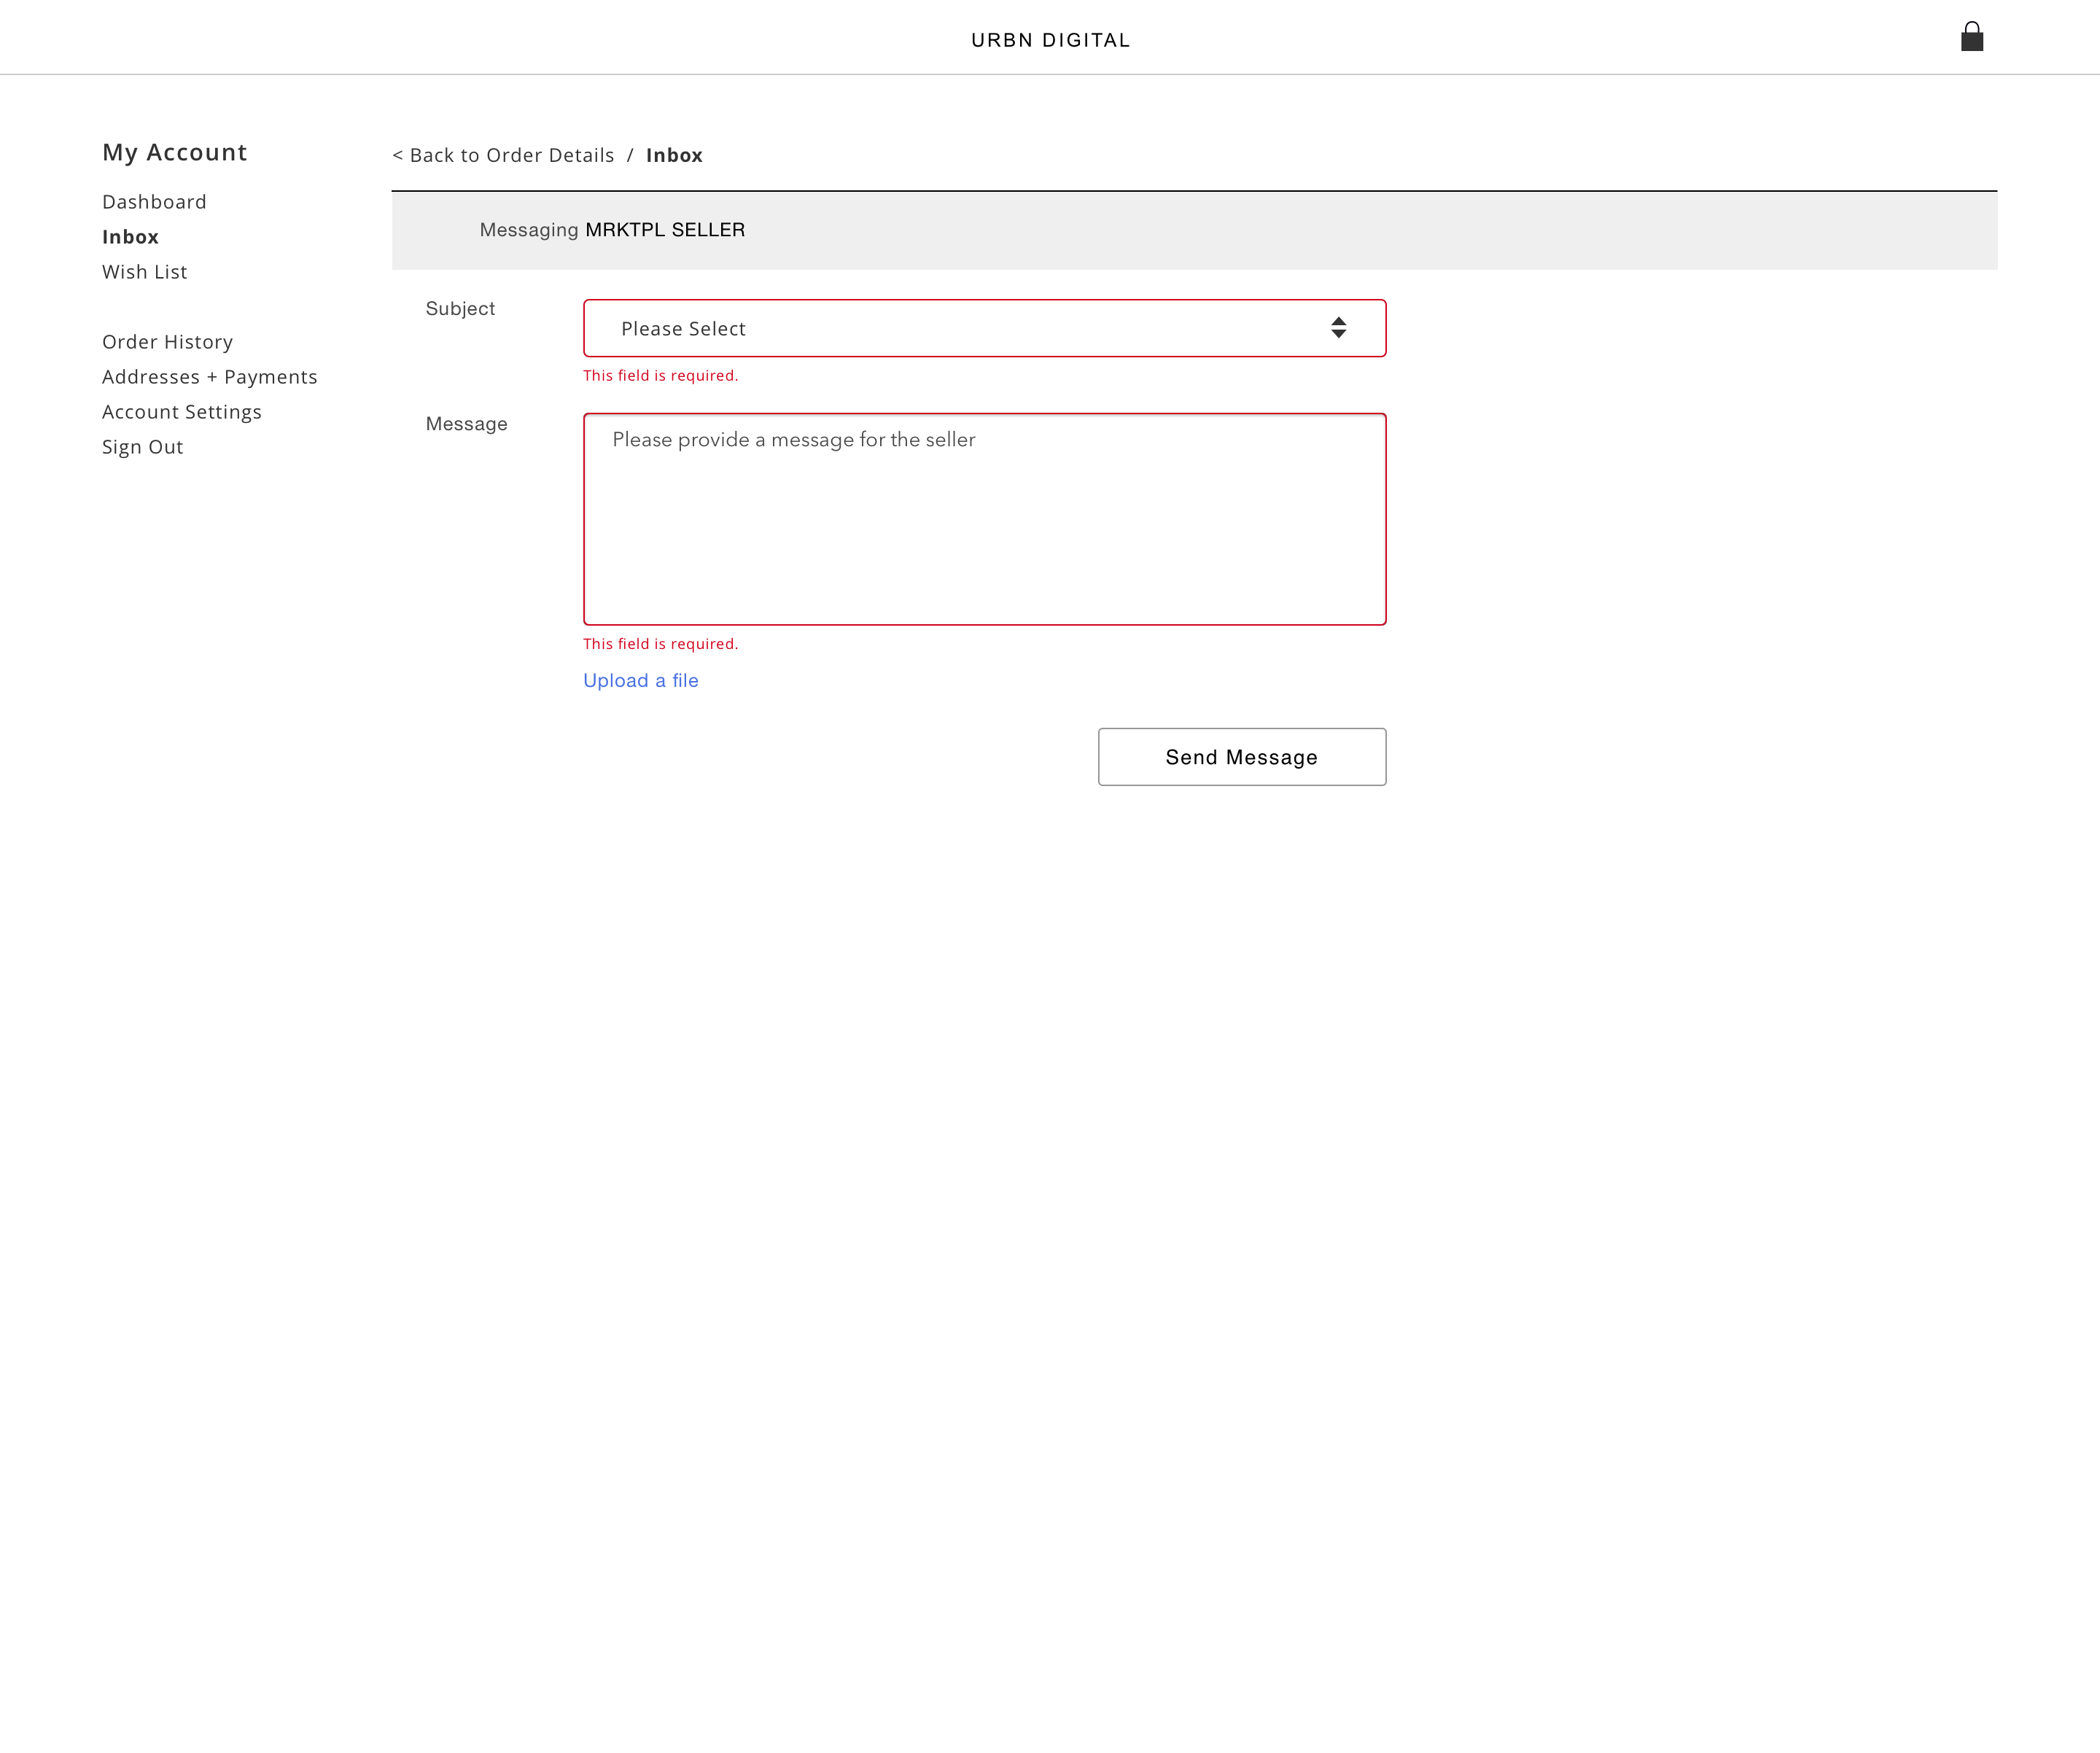 URBN DIGITAL
My Account
Dashboard
Inbox
Wish List
Order History
Addresses + Payments
Account Settings
Sign Out
< Back to Order Details / Inbox
Messaging MRKTPL SELLER
Subject
Please Select
This field is required.
Message
Please provide a message for the seller
This field is required.
Upload a file
Send Message